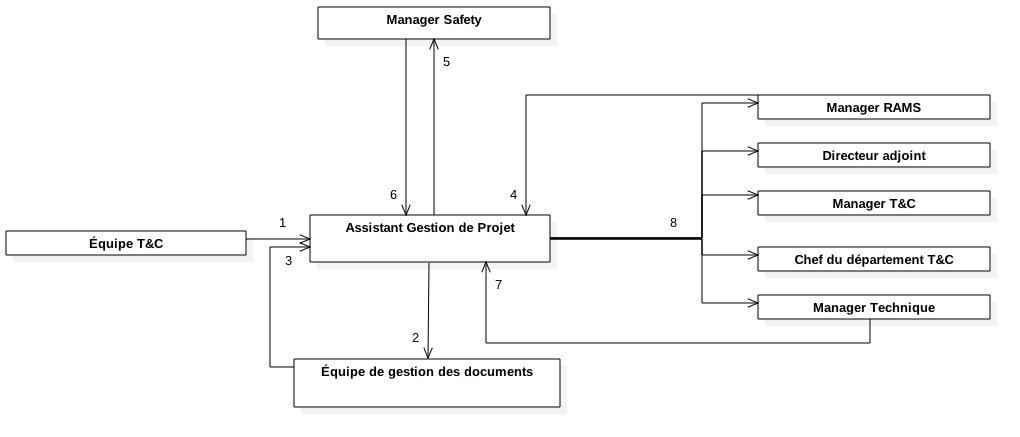 Manager Safety
5
Manager RAMS
Directeur adjoint
6
4
Manager T&C
1
Assistant Gestion de Projet
8
Équipe T&C
3
Chef du département T&C
7
Manager Technique
2
Équipe de gestion des documents